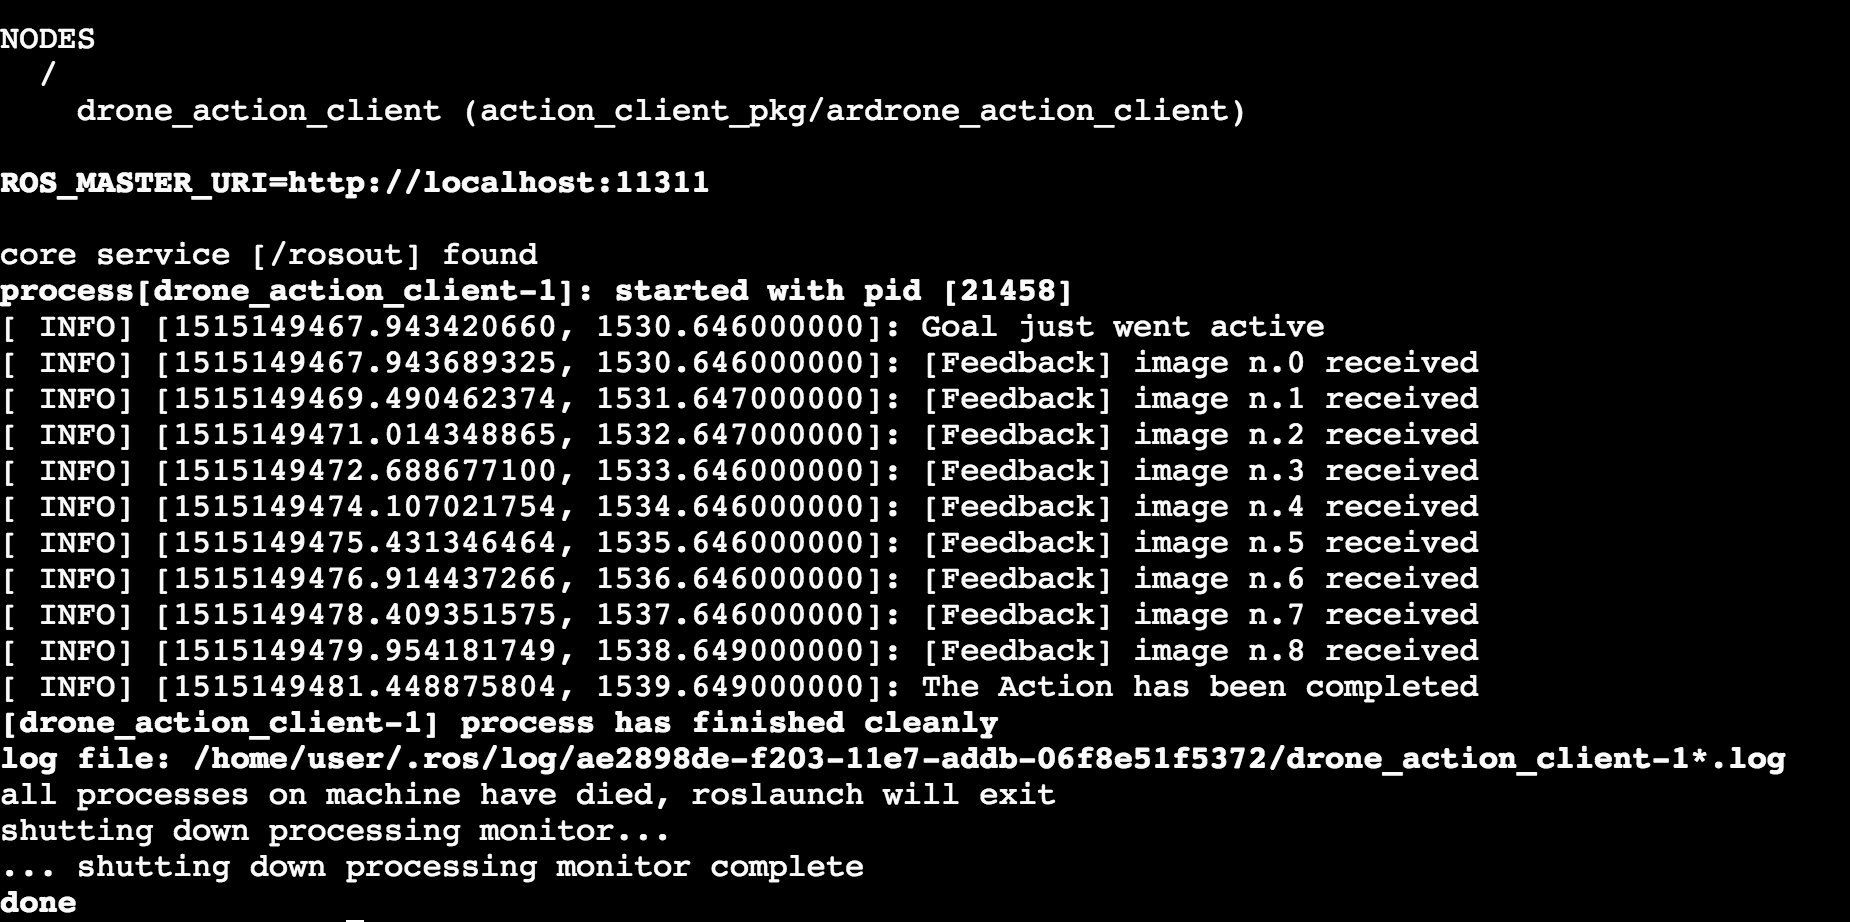 NODES
  /
    drone_action_client (action_client_pkg/ardrone_action_client)
ROS_MASTER_URI=http://localhost:11311
core service [/rosout] found
process[drone_action_client-1]: started with pid [21458]
[ INFO] [1515149467.943420660, 1530.646000000]: Goal just went active
[ INFO] [1515149467.943689325, 1530.646000000]: [Feedback] image n.0 received
[ INFO] [1515149469.490462374, 1531.647000000]: [Feedback] image n.1 received
[ INFO] [1515149471.014348865, 1532.647000000]: [Feedback] image n.2 received
[ INFO] [1515149472.688677100, 1533.646000000]: [Feedback] image n.3 received
[ INFO] [1515149474.107021754, 1534.646000000]: [Feedback] image n.4 received
[ INFO] [1515149475.431346464, 1535.646000000]: [Feedback] image n.5 received
[ INFO] [1515149476.914437266, 1536.646000000]: [Feedback] image n.6 received
[ INFO] [1515149478.409351575, 1537.646000000]: [Feedback] image n.7 received
[ INFO] [1515149479.954181749, 1538.649000000]: [Feedback] image n.8 received
[ INFO] [1515149481.448875804, 1539.649000000]: The Action has been completed
[drone_action_client-1] process has finished cleanly
log file: /home/user/.ros/log/ae2898de-f203-11e7-addb-06f8e51f5372/drone_action_client-1*.log
all processes on machine have died, roslaunch will exit
shutting down processing monitor...
... shutting down processing monitor complete
done